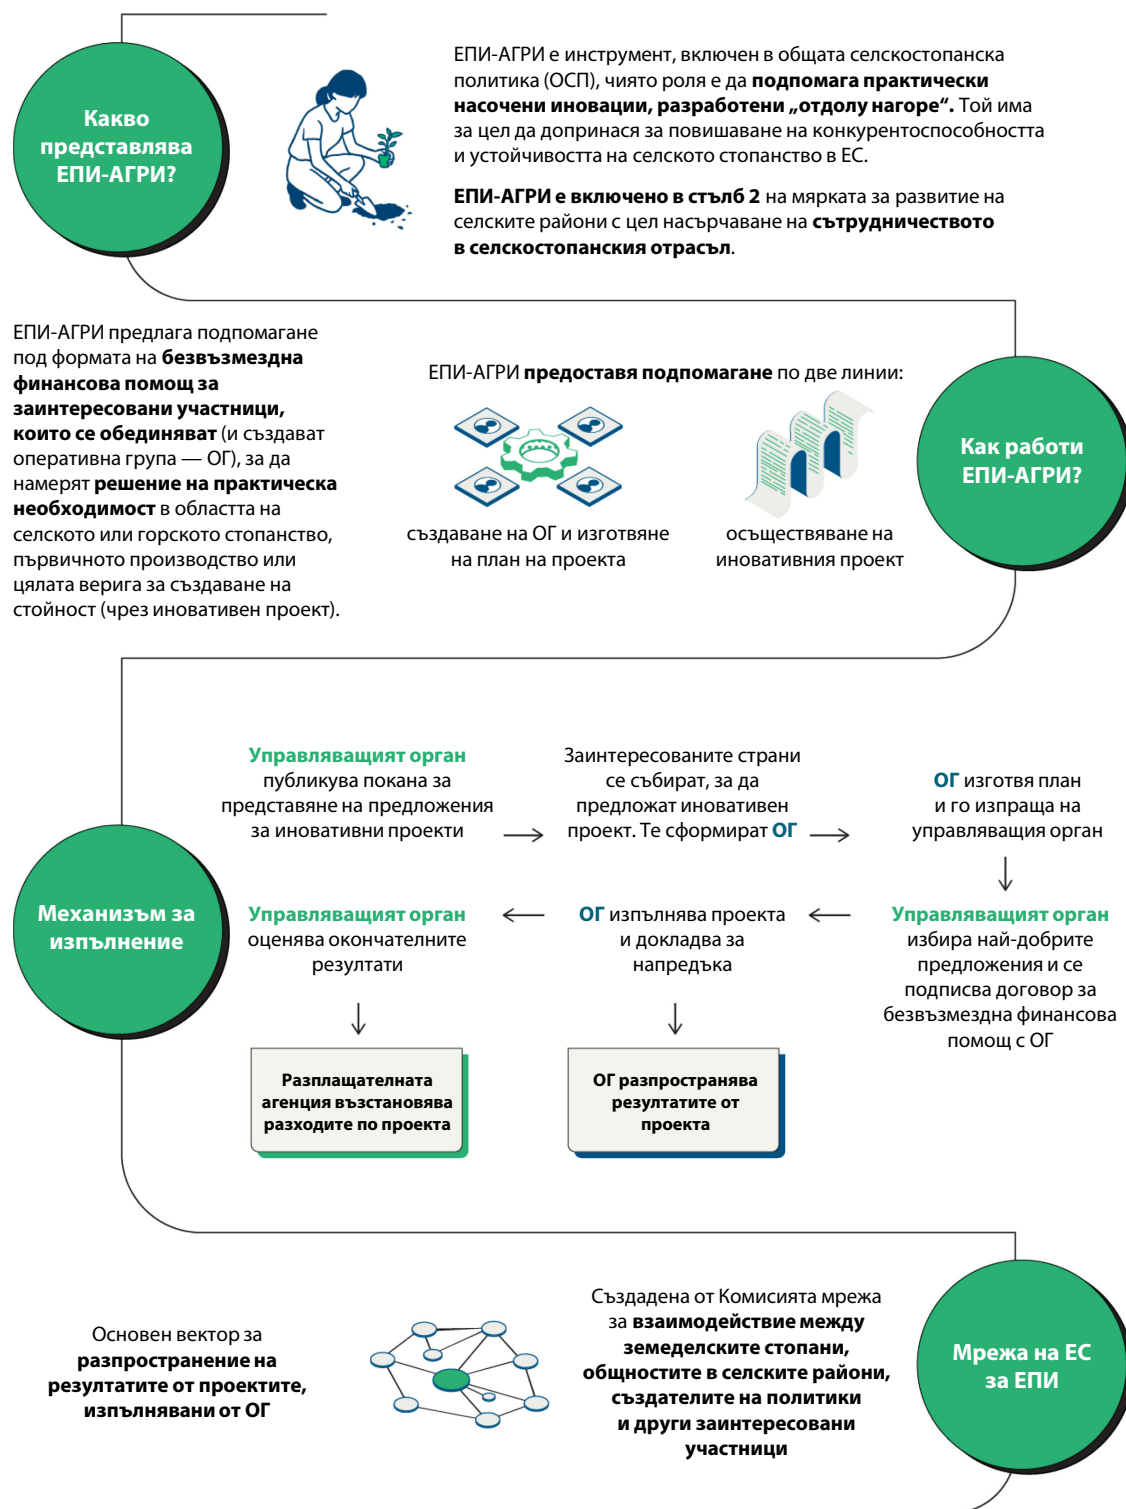 Какво
представлява
ЕПИ-АГРИ?
ЕПИ-АГРИ е инструмент, включен в общата селскостопанска
политика (ОСП), чиято роля е да подпомага практически
насочени иновации, разработени „отдолу нагоре“. Той има
за цел да допринася за повишаване на конкурентоспособността
и устойчивостта на селското стопанство в ЕС.
ЕПИ-АГРИ е включено в стълб 2 на мярката за развитие на
селските райони с цел насърчаване на сътрудничеството
в селскостопанския отрасъл.
ЕПИ-АГРИ предлага подпомагане
под формата на безвъзмездна
финансова помощ за
заинтересовани участници,
които се обединяват (и създават
оперативна група — ОГ), за да
намерят решение на практическа
необходимост в областта на
селското или горското стопанство,
първичното производство или
цялата верига за създаване на
стойност (чрез иновативен проект).
ЕПИ-АГРИ предоставя подпомагане по две линии:
създаване на ОГ и изготвяне
на план на проекта
осъществяване на
иновативния проект
Как работи
ЕПИ-АГРИ?
Механизъм за
изпълнение
Управляващият орган
публикува покана за
представяне на предложения
за иновативни проекти
Заинтересованите страни
се събират, за да
предложат иновативен
проект. Те сформират ОГ
ОГ изготвя план
и го изпраща на
управляващия орган
Управляващият орган
избира най-добрите
предложения и се
подписва договор за
безвъзмездна финансова
помощ с ОГ
ОГ изпълнява проекта
и докладва за
напредъка
Управляващият орган
оценява окончателните
резултати
Разплащателната
агенция възстановява
разходите по проекта
ОГ разпространява
резултатите от
проекта
Основен вектор за
разпространение на
резултатите от проектите,
изпълнявани от ОГ
Създадена от Комисията мрежа
за взаимодействие между
земеделските стопани,
общностите в селските райони,
създателите на политики
и други заинтересовани
участници
Мрежа на ЕС
за ЕПИ